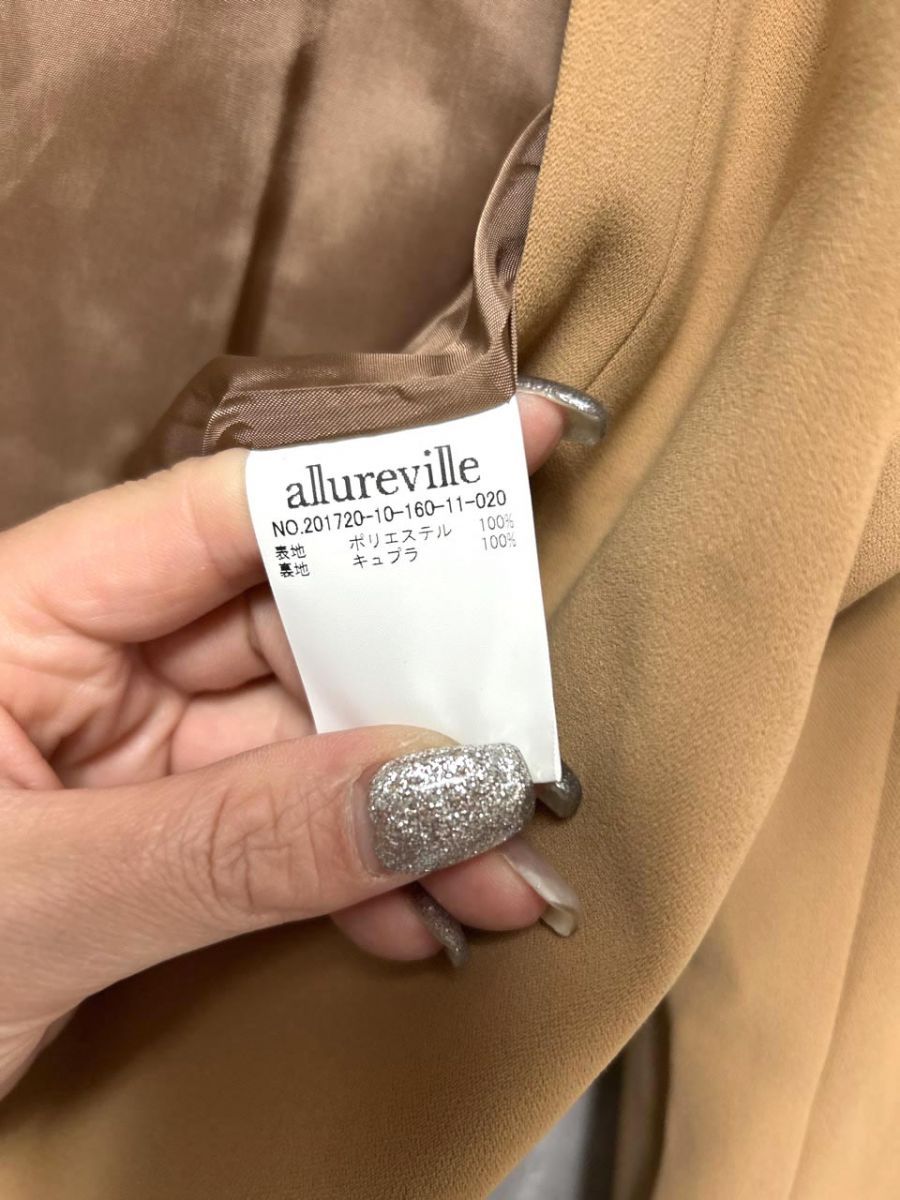 allureville
NO.201720-10-160-11-020
表地 ポリエステル 100%
裏地 キュプラ 100%